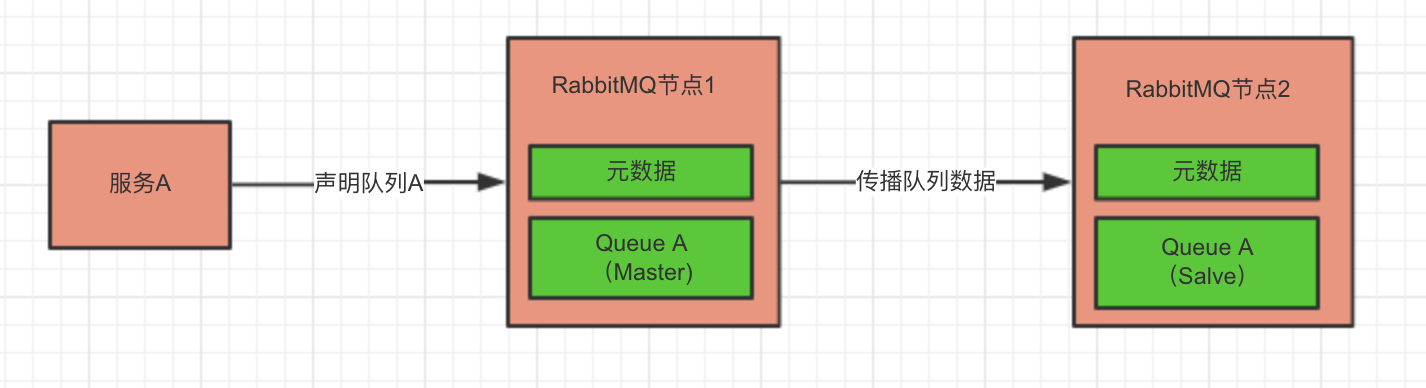 服务A
声明队列A
RabbitMQ节点1
元数据
Queue A
（Master)
传播队列数据
RabbitMQ节点2
元数据
Queue A
（Salve）